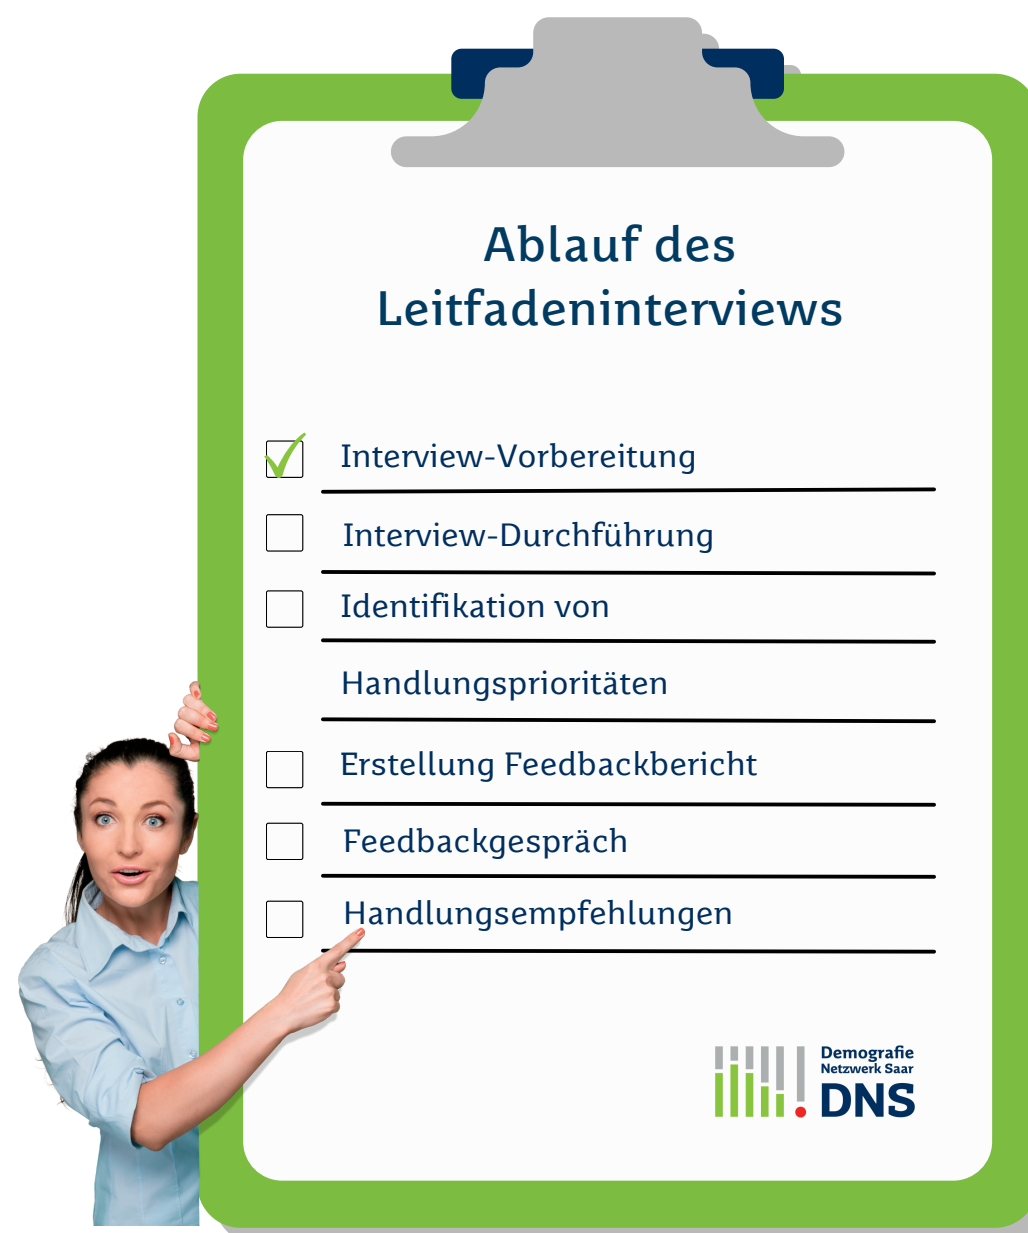 Ablauf des
Leitfadeninterviews
Interview-Vorbereitung
Interview-Durchführung
Identifikation von
Handlungsprioritäten
Erstellung Feedbackbericht
Feedbackgespräch
Handlungsempfehlungen
Demografie
Netzwerk Saar
DNS